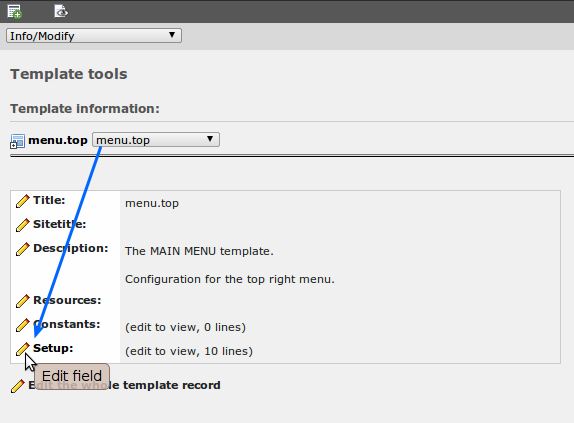 Info/Modify
Template tools
Template information:
menu.top menu.top
Title: menu.top
Sitetitle:
Description: The MAIN MENU template.
Configuration for the top right menu.
Resources:
Constants: (edit to view, 0 lines)
Setup: (edit to view, 10 lines)
Edit field
Edit the whole template record